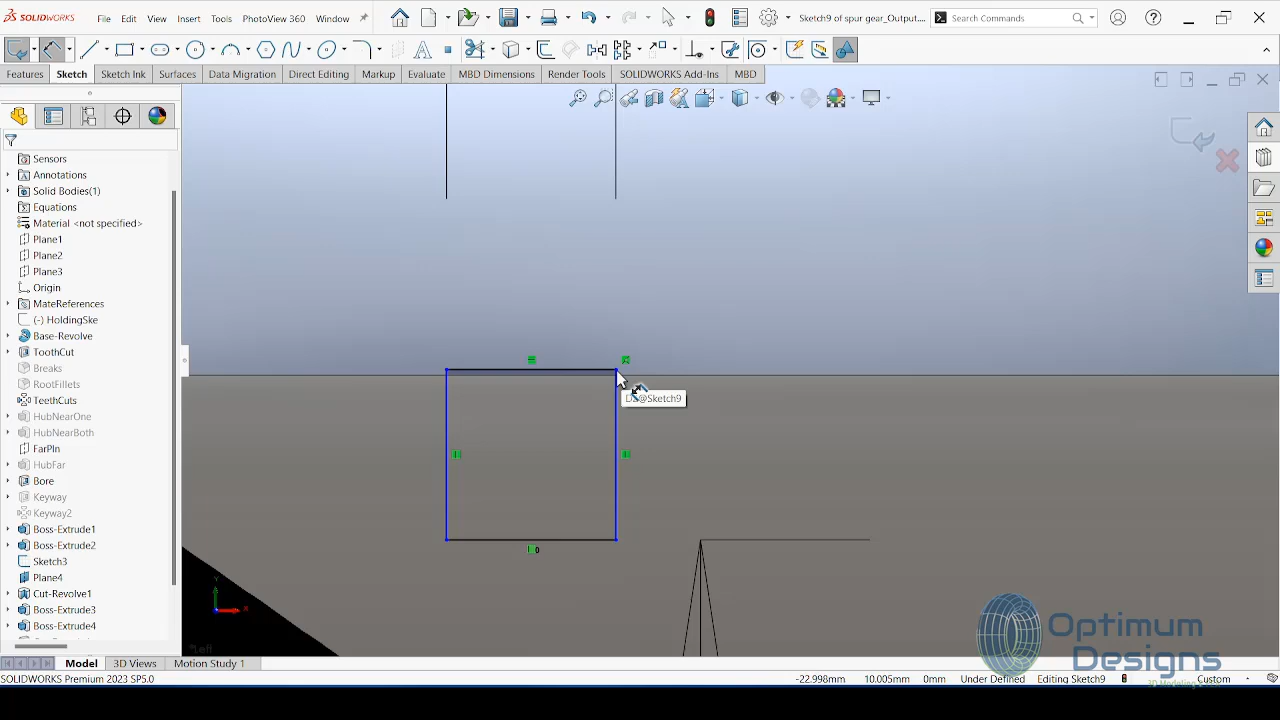 SOLIDWORKS
File Edit View Insert Tools PhotoView 360 Window
Sketch9 of spur gear_Output...
Search Commands
Features Sketch Sketch Ink Surfaces Data Migration Direct Editing Markup Evaluate MBD Dimensions Render Tools SOLIDWORKS Add-Ins MBD
Sensors
Annotations
Solid Bodies(1)
Equations
Material <not specified>
Plane1
Plane2
Plane3
Origin
MateReferences
(-) HoldingSke
Base-Revolve
ToothCut
Breaks
RootFillets
TeethCuts
HubNearOne
HubNearBoth
FarPln
HubFar
Bore
Keyway
Keyway2
Boss-Extrude1
Boss-Extrude2
Sketch3
Plane4
Cut-Revolve1
Boss-Extrude3
Boss-Extrude4
@Sketch9
0
Y
X
*Left
Optimum
Designs
Model 3D Views Motion Study 1
SOLIDWORKS Premium 2023 SP5.0
-22.998mm 10.005mm 0mm Under Defined Editing Sketch9 Custom